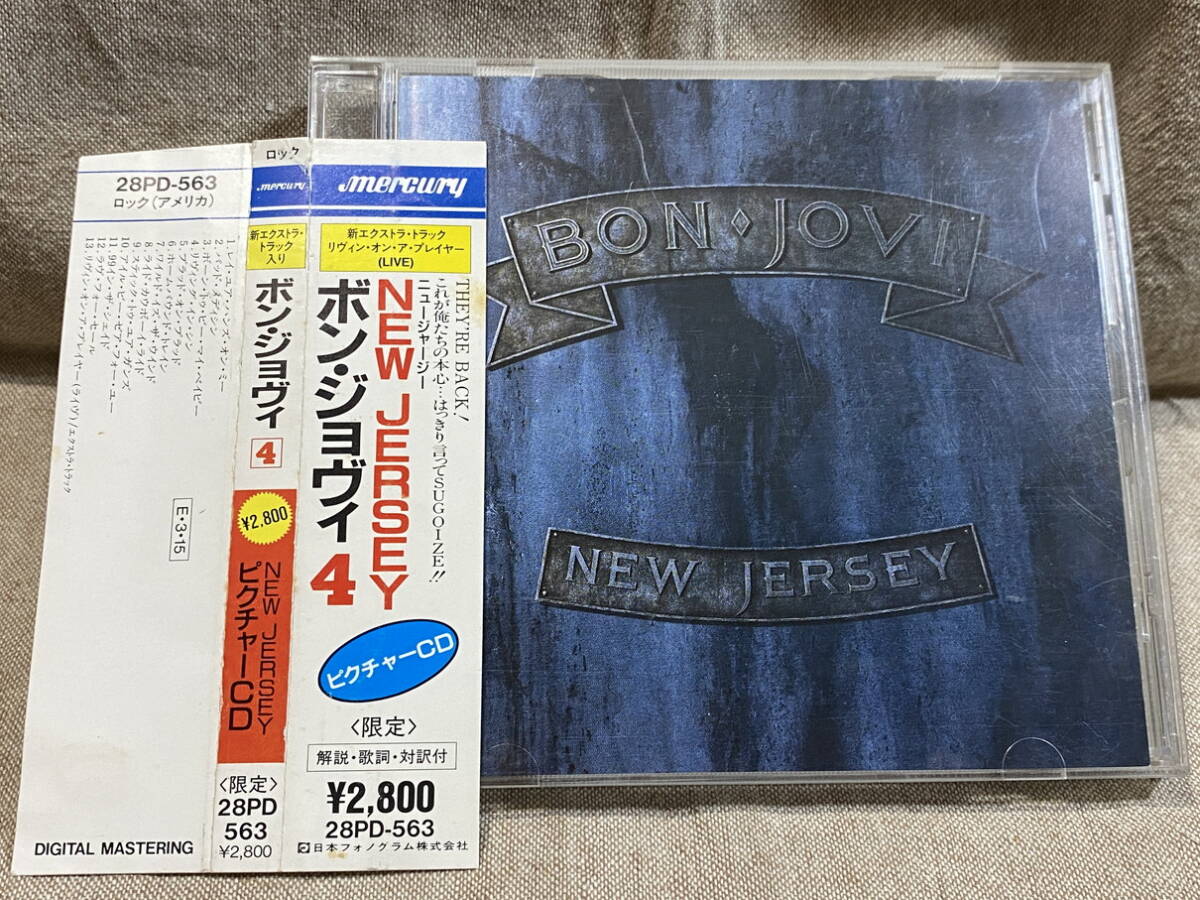 28PD-563
ロック(アメリカ)
1. レイ・ユア・ハンズ・オン・ミー
2. バッド・メディシン
3. ボーン・トゥ・ビー・マイ・ベイビー
4. リヴィング・イン・シン
5. ブラッド・オン・ブラッド
6. ホームバウンド・トレイン
7. ワイルド・イズ・ザ・ウィンド
8. ライド・カウボーイ・ライド
9. スティック・トゥ・ユア・ガンズ
10. アイル・ビー・ゼア・フォー・ユー
11. 99イン・ザ・シェイド
12. ラヴ・フォー・セール
13. リヴィン・オン・ア・プレイヤー(ライヴ)/エクストラ・トラック
E・3・15
DIGITAL MASTERING
ロック
mercury
新エクストラ・
トラック
入り
ボン・ジョヴィ
4
¥2,800
NEW JERSEY
ピクチャーCD
〈限定〉
28PD
563
¥2,800
mercury
新エクストラ・トラック
リヴィン・オン・ア・プレイヤー
(LIVE)
THEY'RE BACK!
これが俺たちの本心…はっきり言ってSUGOIZE!!
ニュージャージー
NEW JERSEY
ボン・ジョヴィ 4
ピクチャーCD
〈限定〉
解説・歌詞・対訳付
¥2,800
28PD-563
日本フォノグラム株式会社
BON JOVI
NEW JERSEY